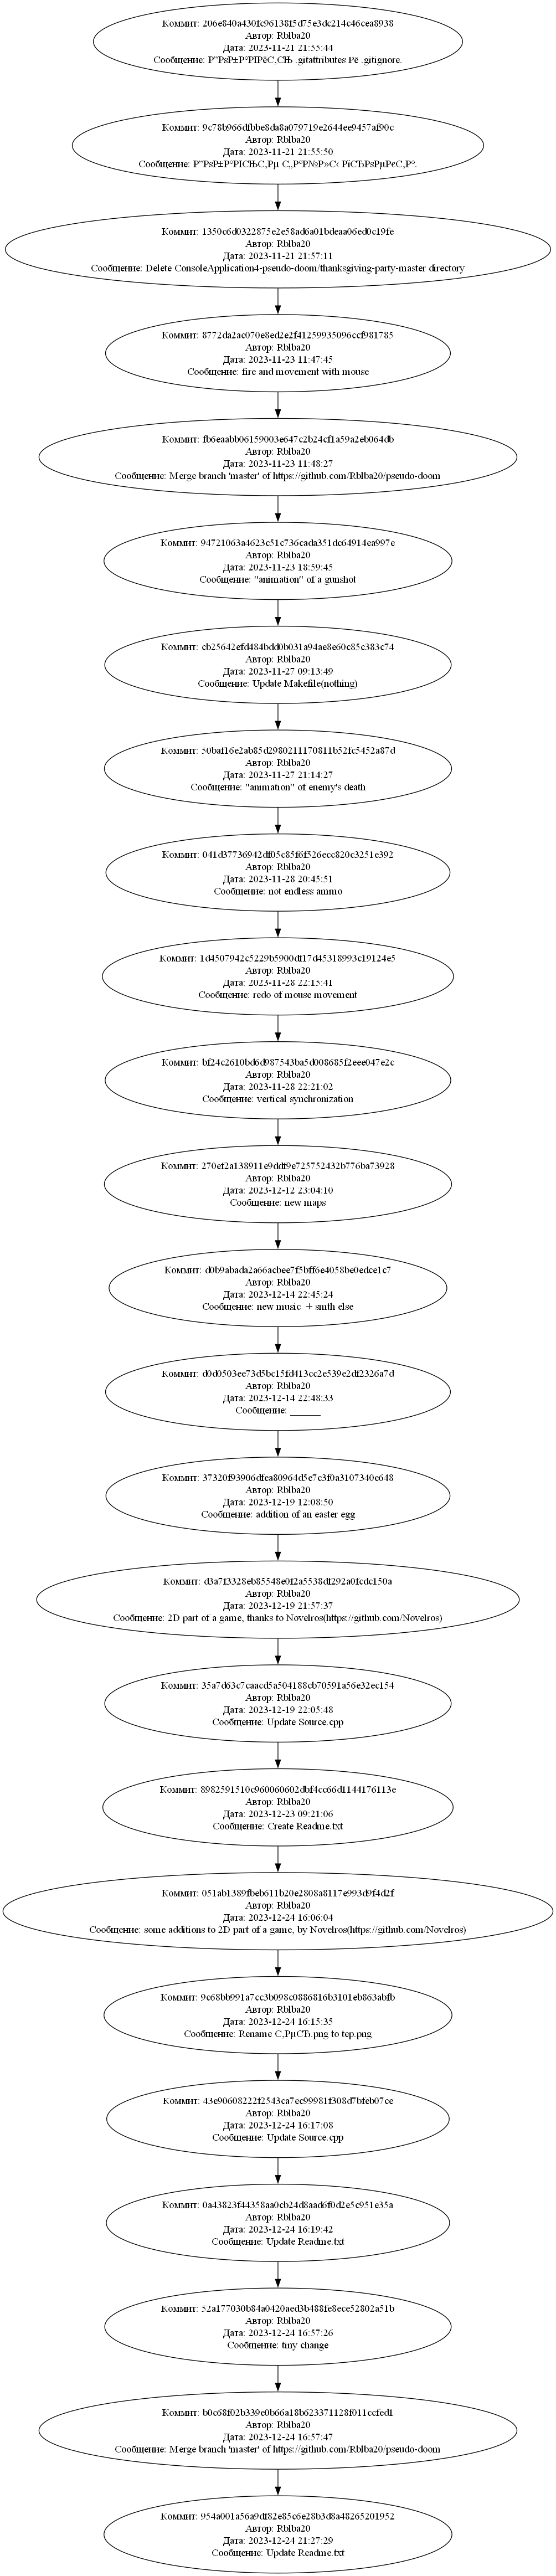 Коммит: 206e840a430fc96138f5d75e3dc214c46cea8938
Автор: Rblba20
Дата: 2023-11-21 21:55:44
Сообщение: Р”РѕР±Р°РІРёС‚СЊ .gitattributes Рё .gitignore.
Коммит: 9c78b966dfbbe8da8a079719e2644ee9457af90c
Автор: Rblba20
Дата: 2023-11-21 21:55:50
Сообщение: Р”РѕР±Р°РІСЊС‚Рµ С„Р°Р№Р»С‹ РїСЂРѕРµРєС‚Р°.
Коммит: 1350c6d0322875e2e58ad6a01bdeaa06ed0c19fe
Автор: Rblba20
Дата: 2023-11-21 21:57:11
Сообщение: Delete ConsoleApplication4-pseudo-doom/thanksgiving-party-master directory
Коммит: 8772da2ac070e8ed2e2f41259935096ccf981785
Автор: Rblba20
Дата: 2023-11-23 11:47:45
Сообщение: fire and movement with mouse
Коммит: fb6eaabb06159003e647c2b24cf1a59a2eb064db
Автор: Rblba20
Дата: 2023-11-23 11:48:27
Сообщение: Merge branch 'master' of https://github.com/Rblba20/pseudo-doom
Коммит: 94721063a4623c51c736cada351dc64914ea997e
Автор: Rblba20
Дата: 2023-11-23 18:59:45
Сообщение: "animation" of a gunshot
Коммит: cb25642efd484bdd0b031a94ae8e60c85c383c74
Автор: Rblba20
Дата: 2023-11-27 09:13:49
Сообщение: Update Makefile(nothing)
Коммит: 50baf16e2ab85d2980211170811b52fc5452a87d
Автор: Rblba20
Дата: 2023-11-27 21:14:27
Сообщение: "animation" of enemy's death
Коммит: 041d37736942df05c85f6f526ecc820c3251e392
Автор: Rblba20
Дата: 2023-11-28 20:45:51
Сообщение: not endless ammo
Коммит: 1d4507942c5229b5900df17d45318993c19124e5
Автор: Rblba20
Дата: 2023-11-28 22:15:41
Сообщение: redo of mouse movement
Коммит: bf24c2610bd6d987543ba5d008685f2eee047e2c
Автор: Rblba20
Дата: 2023-11-28 22:21:02
Сообщение: vertical synchronization
Коммит: 270ef2a138911e9ddf9e725752432b776ba73928
Автор: Rblba20
Дата: 2023-12-12 23:04:10
Сообщение: new maps
Коммит: d0b9abada2a66acbee7f5bff6e4058be0edce1c7
Автор: Rblba20
Дата: 2023-12-14 22:45:24
Сообщение: new music + smth else
Коммит: d0d0503ee73d5bc15fd413cc2e539e2df2326a7d
Автор: Rblba20
Дата: 2023-12-14 22:48:33
Сообщение: ______
Коммит: 37320f93906dfea80964d5e7c3f0a3107340e648
Автор: Rblba20
Дата: 2023-12-19 12:08:50
Сообщение: addition of an easter egg
Коммит: d3a7f3328eb85548e0f2a5538df292a0fcdc150a
Автор: Rblba20
Дата: 2023-12-19 21:57:37
Сообщение: 2D part of a game, thanks to Novelros(https://github.com/Novelros)
Коммит: 35a7d63c7caacd5a504188cb70591a56e32ec154
Автор: Rblba20
Дата: 2023-12-19 22:05:48
Сообщение: Update Source.cpp
Коммит: 8982591510c960060602dbf4cc66d1144176113e
Автор: Rblba20
Дата: 2023-12-23 09:21:06
Сообщение: Create Readme.txt
Коммит: 051ab1389fbeb611b20e2808a8117e993d9f4d2f
Автор: Rblba20
Дата: 2023-12-24 16:06:04
Сообщение: some additions to 2D part of a game, by Novelros(https://github.com/Novelros)
Коммит: 9c68bb991a7cc3b098c0886816b3101eb863abfb
Автор: Rblba20
Дата: 2023-12-24 16:15:35
Сообщение: Rename С‚РµСЂ.png to tep.png
Коммит: 43e90608222f2543ca7ec99981f308d7bfeb07ce
Автор: Rblba20
Дата: 2023-12-24 16:17:08
Сообщение: Update Source.cpp
Коммит: 0a43823f44358aa0cb24d8aad6f0d2e5c951e35a
Автор: Rblba20
Дата: 2023-12-24 16:19:42
Сообщение: Update Readme.txt
Коммит: 52a177030b84a0420aed3b488fe8ece52802a51b
Автор: Rblba20
Дата: 2023-12-24 16:57:26
Сообщение: tiny change
Коммит: b0c68f02b339e0b66a18b623371128f011ccfed1
Автор: Rblba20
Дата: 2023-12-24 16:57:47
Сообщение: Merge branch 'master' of https://github.com/Rblba20/pseudo-doom
Коммит: 954a001a56a9df82e85c6e28b3d8a48265201952
Автор: Rblba20
Дата: 2023-12-24 21:27:29
Сообщение: Update Readme.txt